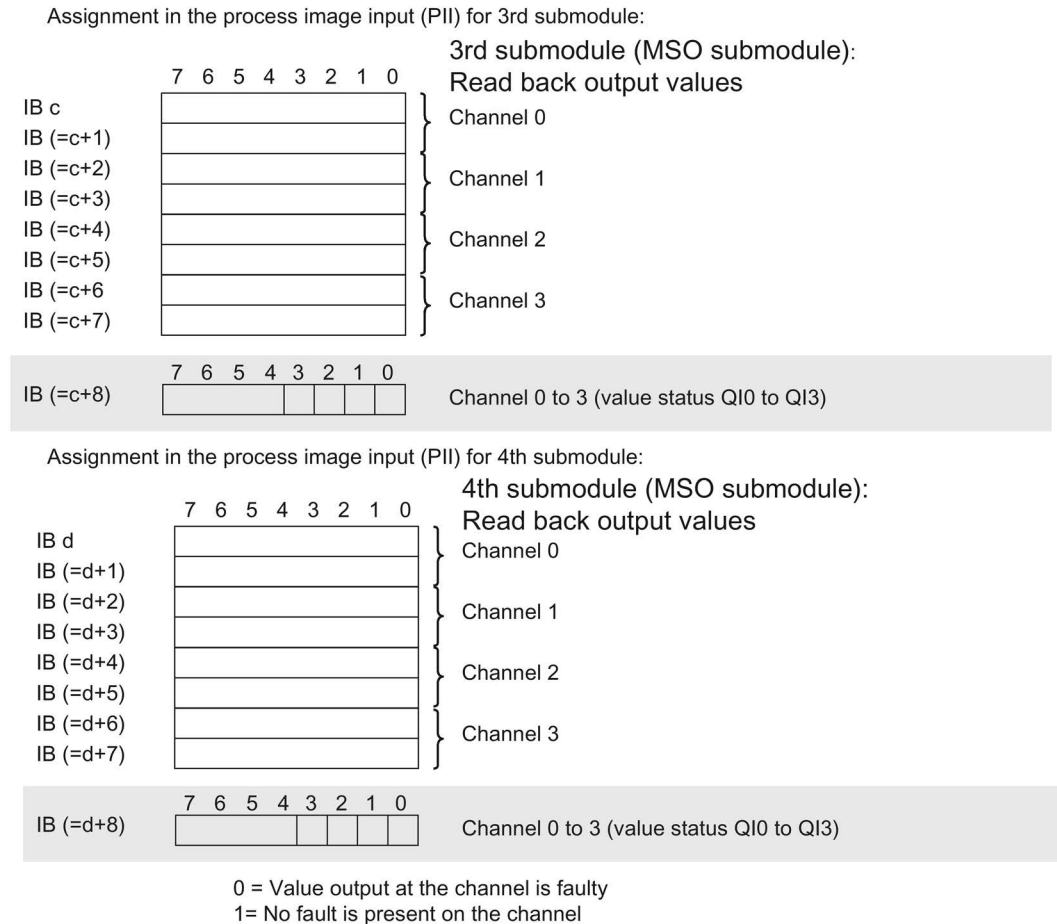 Assignment in the process image input (PII) for 3rd submodule:
3rd submodule (MSO submodule):
7 6 5 4 3 2 1 0 Read back output values
IB c
Channel 0
IB (=c+1)
IB (=c+2)
Channel 1
IB (=c+3)
IB (=c+4)
Channel 2
IB (=c+5)
IB (=c+6
Channel 3
IB (=c+7)
7 6 5 4 3 2 1 0
IB (=c+8) Channel 0 to 3 (value status QI0 to QI3)
Assignment in the process image input (PII) for 4th submodule:
4th submodule (MSO submodule):
7 6 5 4 3 2 1 0 Read back output values
IB d
Channel 0
IB (=d+1)
IB (=d+2)
Channel 1
IB (=d+3)
IB (=d+4)
Channel 2
IB (=d+5)
IB (=d+6)
Channel 3
IB (=d+7)
7 6 5 4 3 2 1 0
IB (=d+8) Channel 0 to 3 (value status QI0 to QI3)
0 = Value output at the channel is faulty
1= No fault is present on the channel